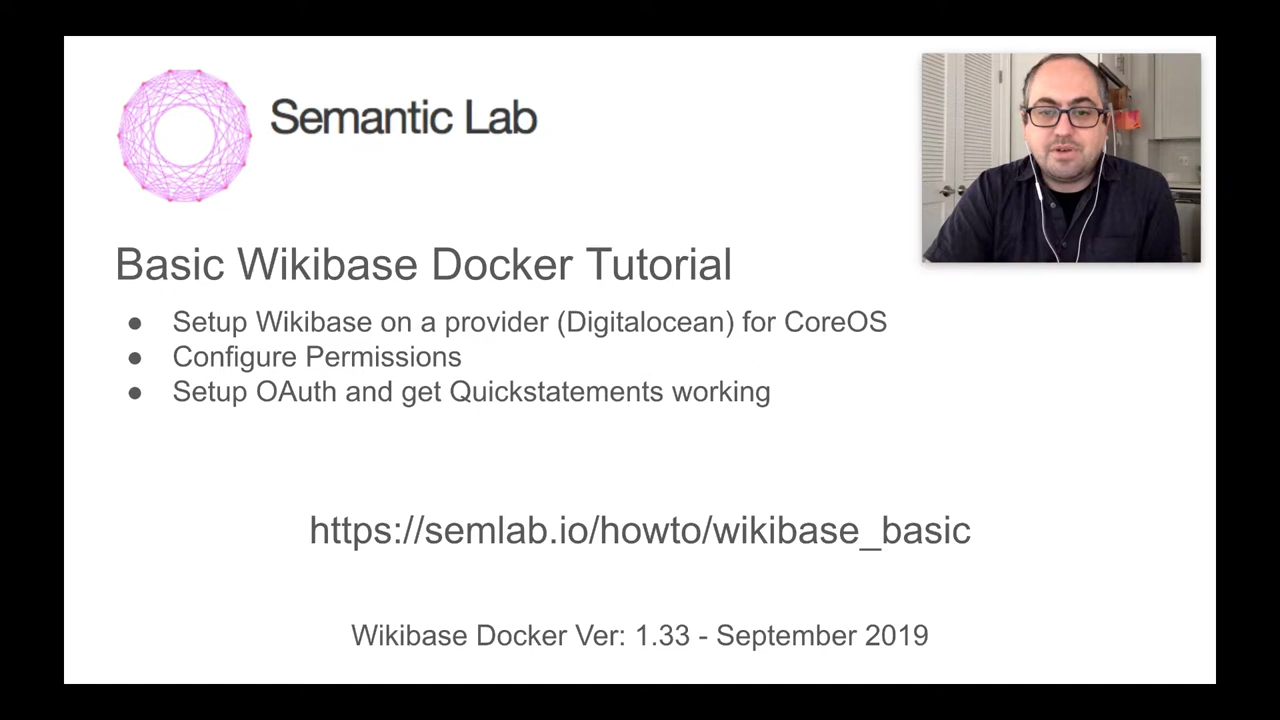 Semantic Lab
Basic Wikibase Docker Tutorial
● Setup Wikibase on a provider (Digitalocean) for CoreOS
● Configure Permissions
● Setup OAuth and get Quickstatements working
https://semlab.io/howto/wikibase_basic
Wikibase Docker Ver: 1.33 - September 2019